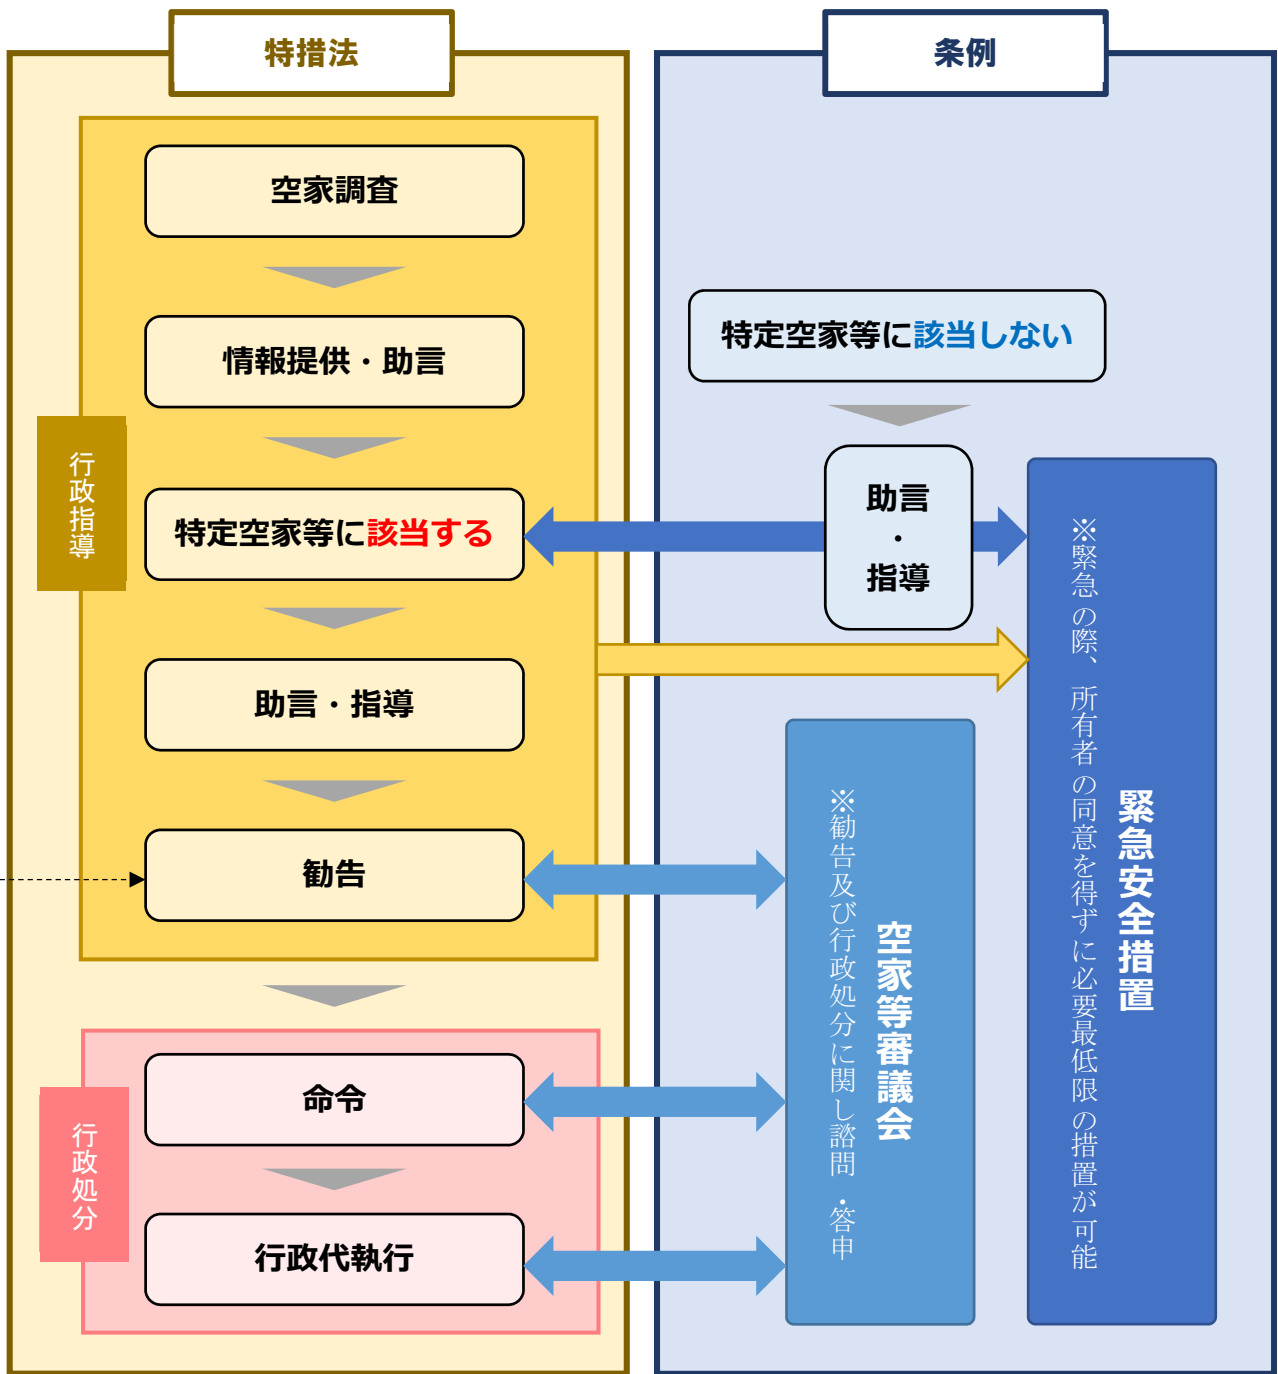 特措法
行政指導
空家調査
情報提供・助言
特定空家等に該当する
助言・指導
勧告
行政処分
命令
行政代執行
条例
特定空家等に該当しない
助言
・
指導
緊急安全措置
※緊急の際、所有者の同意を得ずに必要最低限の措置が可能
空家等審議会
※勧告及び行政処分に関し諮問・答申